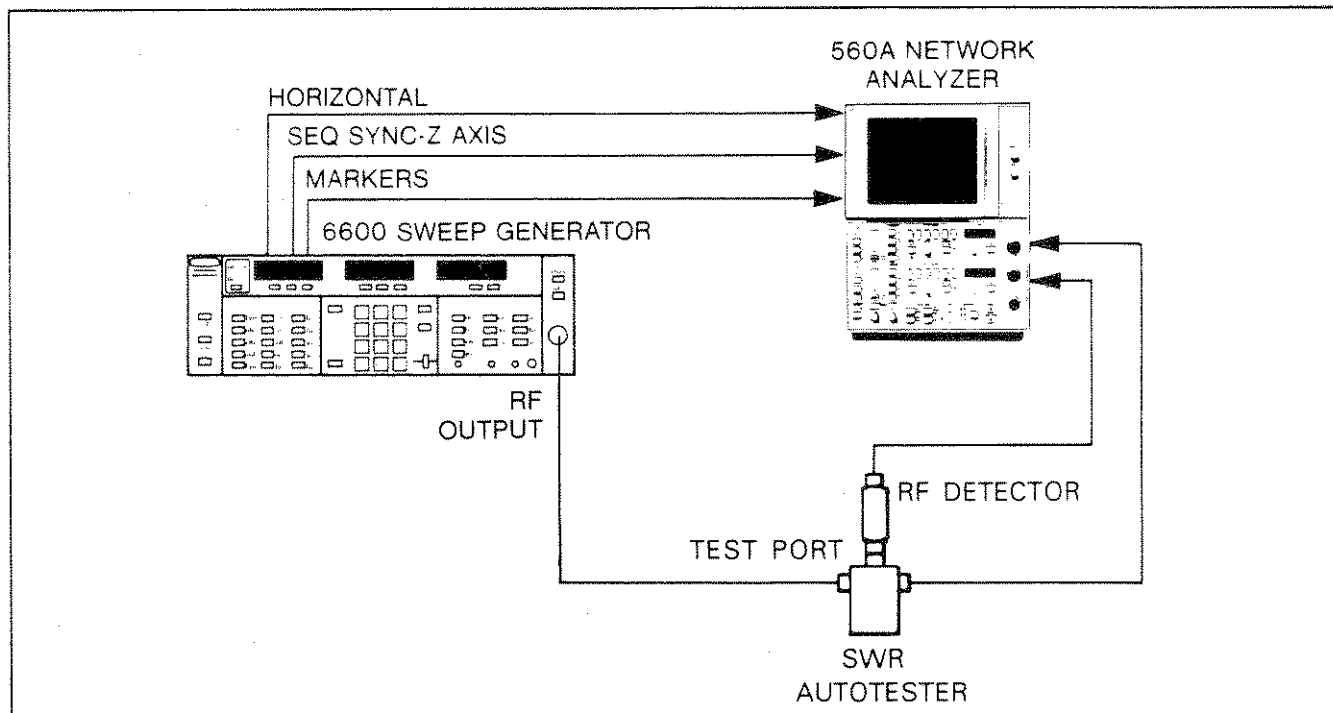 560A NETWORK
ANALYZER
HORIZONTAL
SEQ SYNC-Z AXIS
MARKERS
6600 SWEEP GENERATOR
RF
OUTPUT
RF DETECTOR
TEST PORT
SWR
AUTOTESTER